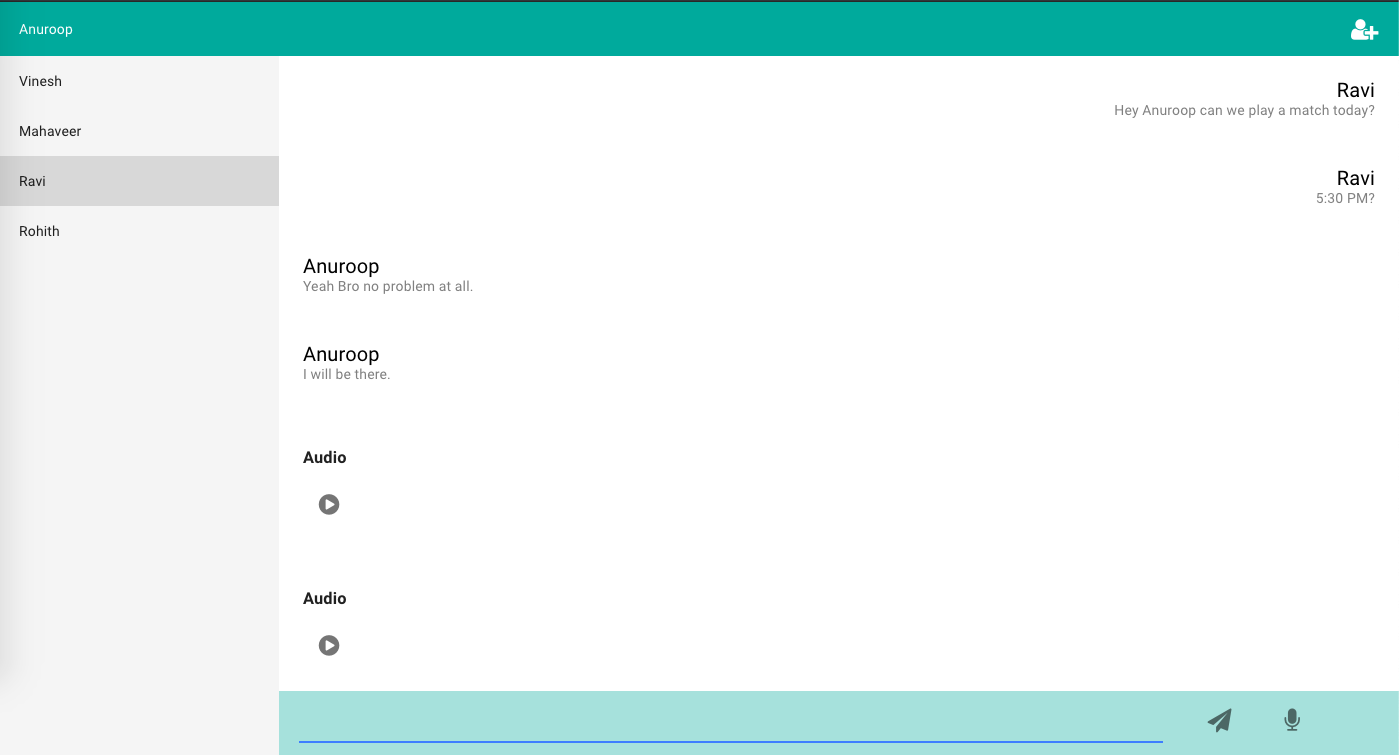 Anuroop
Vinesh
Mahaveer
Ravi
Rohith
Ravi
Hey Anuroop can we play a match today?
Ravi
5:30 PM?
Anuroop
Yeah Bro no problem at all.
Anuroop
I will be there.
Audio
Audio